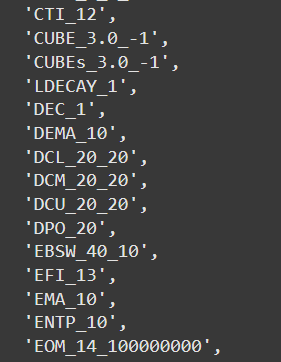 'CTI_12',
'CUBE_3.0_-1',
'CUBEs_3.0_-1',
'LDECAY_1',
'DEC_1',
'DEMA_10',
'DCL_20_20',
'DCM_20_20',
'DCU_20_20',
'DPO_20',
'EBSW_40_10',
'EFI_13',
'EMA_10',
'ENTP_10',
'EOM_14_100000000',